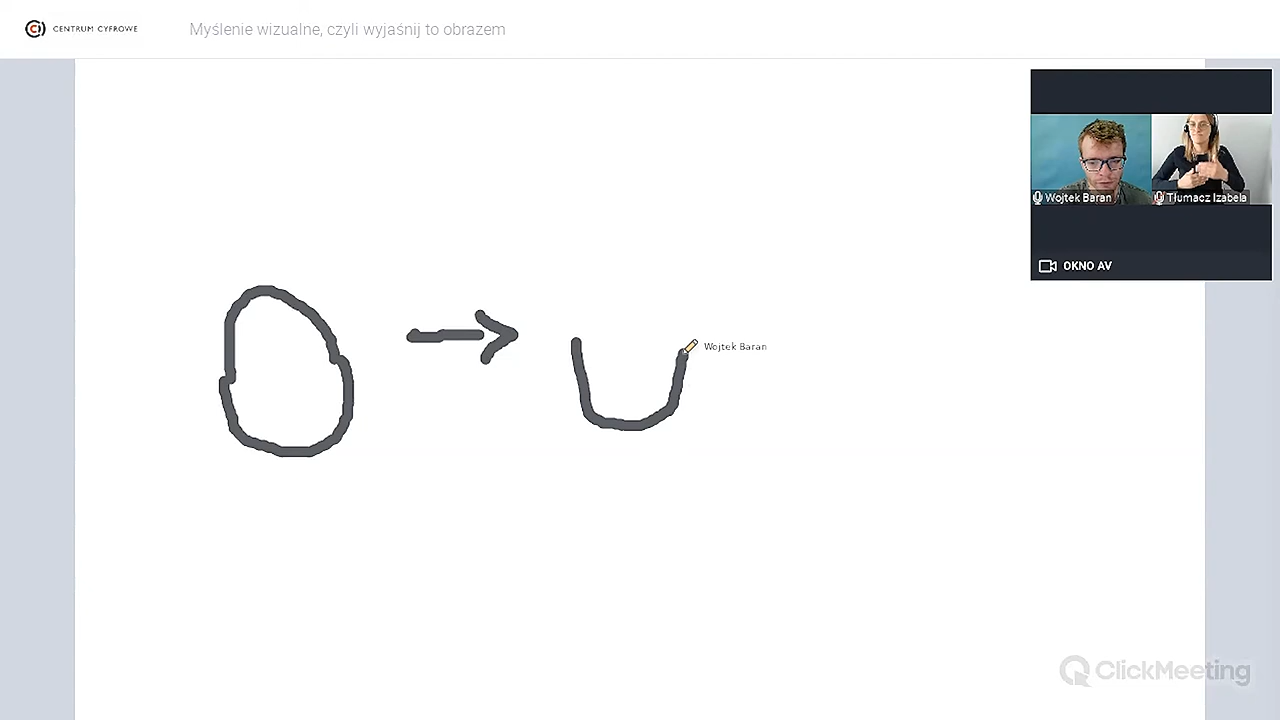 CENTRUM CYFROWE
Myślenie wizualne, czyli wyjaśnij to obrazem
Wojtek Baran
Tłumacz Izabela
OKNO AV
Wojtek Baran
ClickMeeting